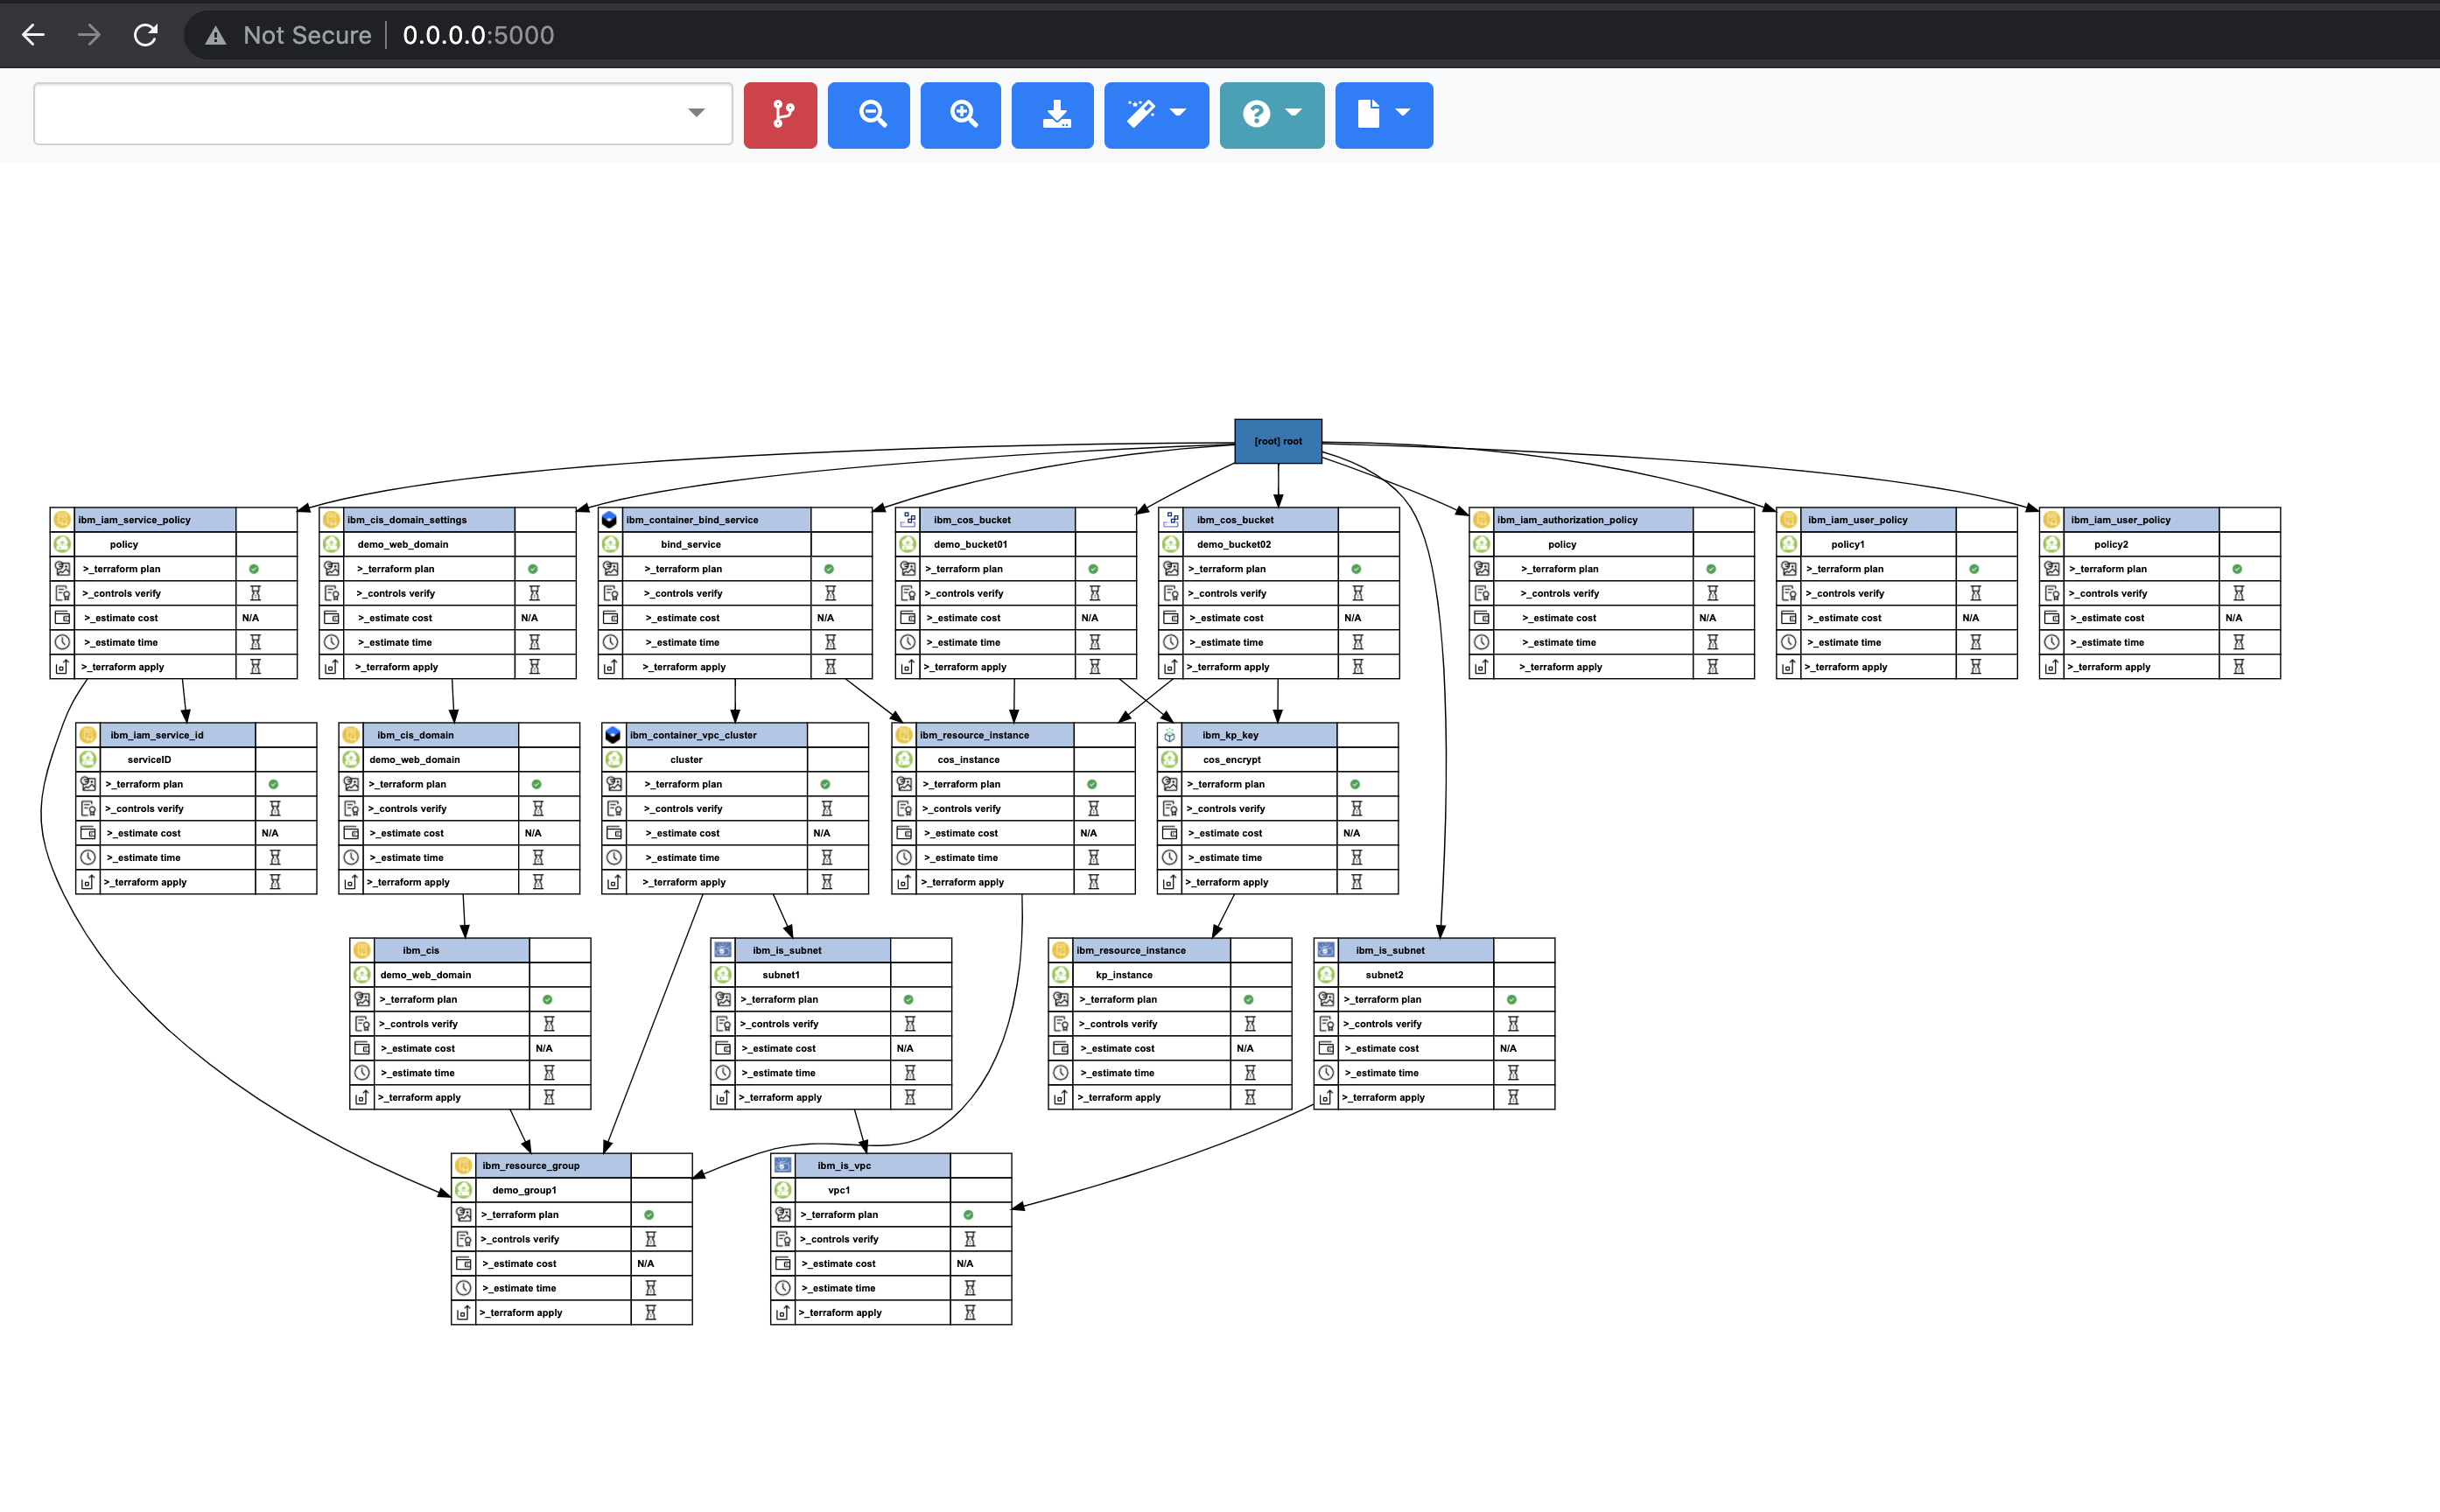 Not Secure 0.0.0.0:5000
[root] root
ibm_iam_service_policy
policy
>_terraform plan
>_controls verify
>_estimate cost N/A
>_estimate time
>_terraform apply
ibm_cis_domain_settings
demo_web_domain
>_terraform plan
>_controls verify
>_estimate cost N/A
>_estimate time
>_terraform apply
ibm_container_bind_service
bind_service
>_terraform plan
>_controls verify
>_estimate cost N/A
>_estimate time
>_terraform apply
ibm_cos_bucket
demo_bucket01
>_terraform plan
>_controls verify
>_estimate cost N/A
>_estimate time
>_terraform apply
ibm_cos_bucket
demo_bucket02
>_terraform plan
>_controls verify
>_estimate cost N/A
>_estimate time
>_terraform apply
ibm_iam_authorization_policy
policy
>_terraform plan
>_controls verify
>_estimate cost N/A
>_estimate time
>_terraform apply
ibm_iam_user_policy
policy1
>_terraform plan
>_controls verify
>_estimate cost N/A
>_estimate time
>_terraform apply
ibm_iam_user_policy
policy2
>_terraform plan
>_controls verify
>_estimate cost N/A
>_estimate time
>_terraform apply
ibm_iam_service_id
serviceID
>_terraform plan
>_controls verify
>_estimate cost N/A
>_estimate time
>_terraform apply
ibm_cis_domain
demo_web_domain
>_terraform plan
>_controls verify
>_estimate cost N/A
>_estimate time
>_terraform apply
ibm_container_vpc_cluster
cluster
>_terraform plan
>_controls verify
>_estimate cost N/A
>_estimate time
>_terraform apply
ibm_resource_instance
cos_instance
>_terraform plan
>_controls verify
>_estimate cost N/A
>_estimate time
>_terraform apply
ibm_kp_key
cos_encrypt
>_terraform plan
>_controls verify
>_estimate cost N/A
>_estimate time
>_terraform apply
ibm_cis
demo_web_domain
>_terraform plan
>_controls verify
>_estimate cost N/A
>_estimate time
>_terraform apply
ibm_is_subnet
subnet1
>_terraform plan
>_controls verify
>_estimate cost N/A
>_estimate time
>_terraform apply
ibm_resource_instance
kp_instance
>_terraform plan
>_controls verify
>_estimate cost N/A
>_estimate time
>_terraform apply
ibm_is_subnet
subnet2
>_terraform plan
>_controls verify
>_estimate cost N/A
>_estimate time
>_terraform apply
ibm_resource_group
demo_group1
>_terraform plan
>_controls verify
>_estimate cost N/A
>_estimate time
>_terraform apply
ibm_is_vpc
vpc1
>_terraform plan
>_controls verify
>_estimate cost N/A
>_estimate time
>_terraform apply